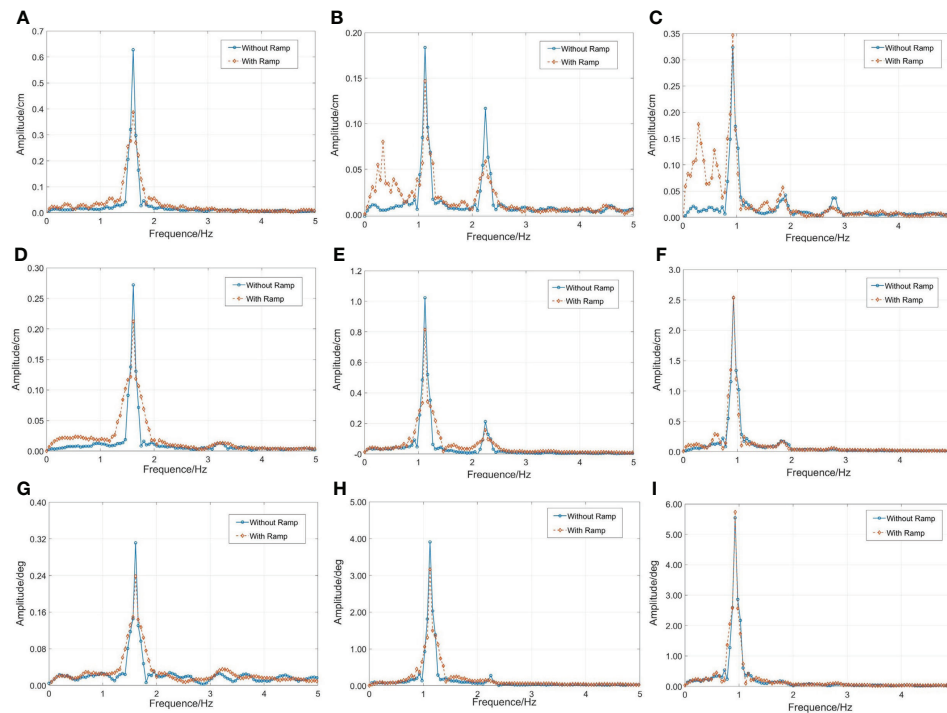 A
Amplitude/cm
0.7
0.6
0.5
0.4
0.3
0.2
0.1
0.0
0 1 2 3 4 5
Frequence/Hz
Without Ramp
With Ramp
B
Amplitude/cm
0.20
0.15
0.10
0.05
0.00
0 1 2 3 4 5
Frequence/Hz
Without Ramp
With Ramp
C
Amplitude/cm
0.35
0.30
0.25
0.20
0.15
0.10
0.05
0.00
0 1 2 3 4
Frequence/Hz
Without Ramp
With Ramp
D
Amplitude/cm
0.30
0.25
0.20
0.15
0.10
0.05
0.00
0 1 2 3 4 5
Frequence/Hz
Without Ramp
With Ramp
E
Amplitude/cm
1.2
1.0
0.8
0.6
0.4
0.2
-0
0 1 2 3 4 5
Frequence/Hz
Without Ramp
With Ramp
F
Amplitude/cm
3.0
2.5
2.0
1.5
1.0
0.5
0.0
0 1 2 3 4
Frequence/Hz
Without Ramp
With Ramp
G
Amplitude/deg
0.40
0.32
0.24
0.16
0.08
0.00
0 1 2 3 4 5
Frequence/Hz
Without Ramp
With Ramp
H
Amplitude/deg
5.00
4.00
3.00
2.00
1.00
0.00
0 1 2 3 4 5
Frequence/Hz
Without Ramp
With Ramp
I
Amplitude/deg
6.00
5.00
4.00
3.00
2.00
1.00
0.00
0 1 2 3 4
Frequence/Hz
Without Ramp
With Ramp